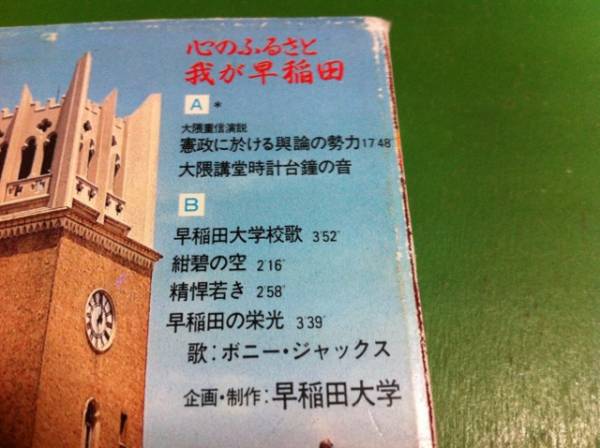 心のふるさと
我が早稲田
A *
大隈重信演説
憲政に於ける輿論の勢力 17'48"
大隈講堂時計台鐘の音
B
早稲田大学校歌 3'52"
紺碧の空 2'16"
精悍若き 2'58"
早稲田の栄光 3'39"
歌:ボニー・ジャックス
企画・制作:早稲田大学